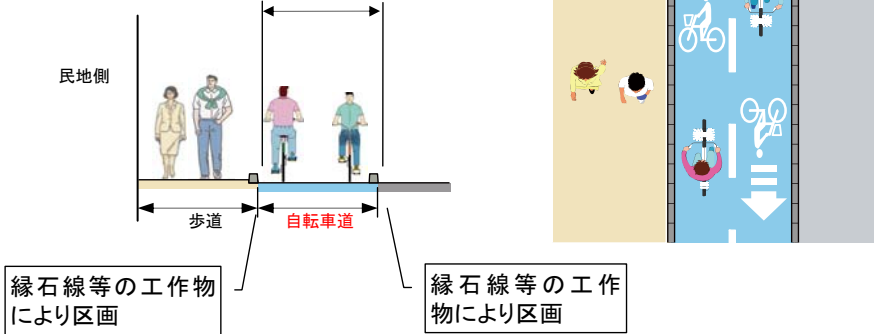 民地側
歩道
自転車道
縁石線等の工作物
により区画
縁石線等の工作
物により区画